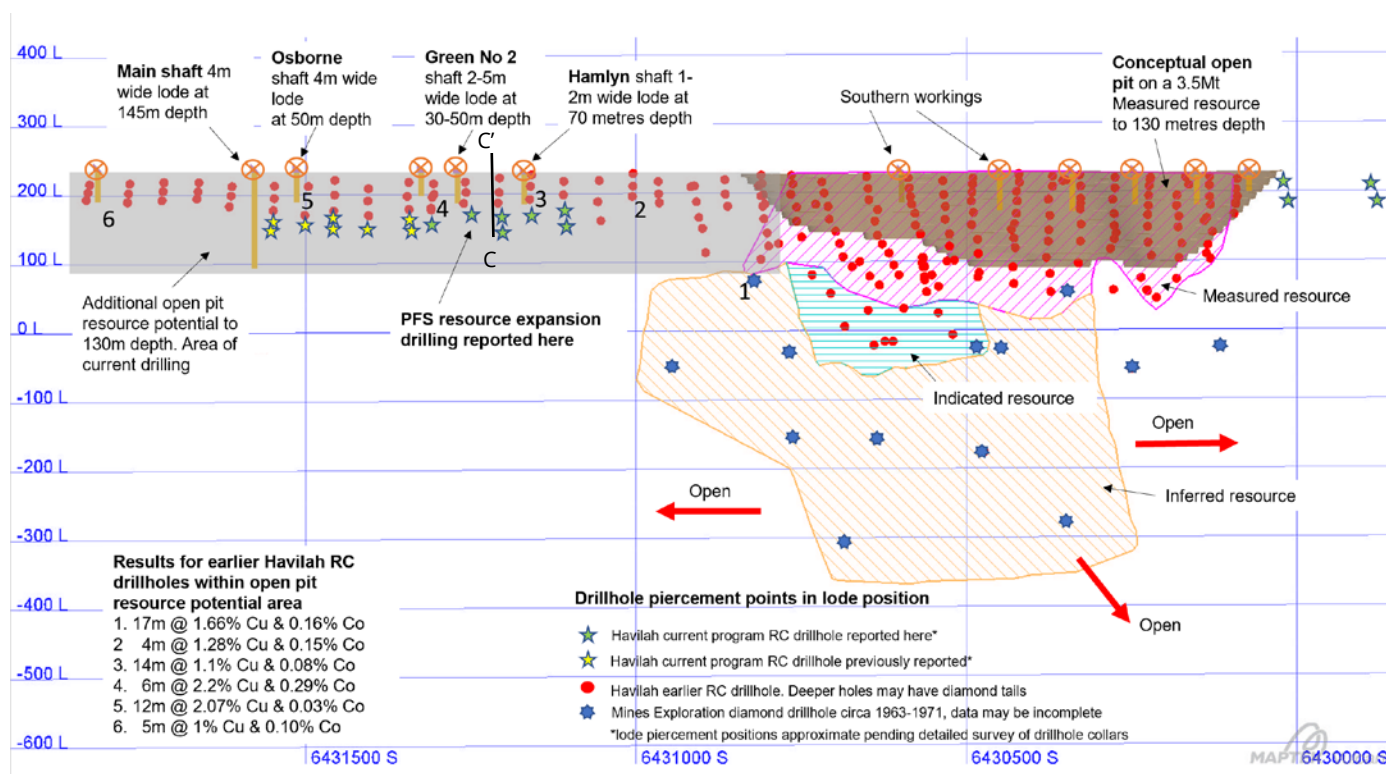 400 L
300 L
200 L
100 L
0 L
-100 L
-200 L
-300 L
-400 L
-500 L
-600 L
Main shaft 4m
wide lode at
145m depth
Osborne
shaft 4m wide
lode
at 50m depth
Green No 2
shaft 2-5m
wide lode at
30-50m depth
Hamlyn shaft 1-
2m wide lode at
70 metres depth
Southern workings
Conceptual open
pit on a 3.5Mt
Measured resource
to 130 metres depth
C'
C
6
5
4
3
2
1
Additional open pit
resource potential to
130m depth. Area of
current drilling
PFS resource expansion
drilling reported here
Measured resource
Indicated resource
Open
Inferred resource
Open
Open
Results for earlier Havilah RC
drillholes within open pit
resource potential area
1. 17m @ 1.66% Cu & 0.16% Co
2 4m @ 1.28% Cu & 0.15% Co
3. 14m @ 1.1% Cu & 0.08% Co
4. 6m @ 2.2% Cu & 0.29% Co
5. 12m @ 2.07% Cu & 0.03% Co
6. 5m @ 1% Cu & 0.10% Co
Drillhole piercement points in lode position
Havilah current program RC drillhole reported here*
Havilah current program RC drillhole previously reported*
Havilah earlier RC drillhole. Deeper holes may have diamond tails
Mines Exploration diamond drillhole circa 1963-1971, data may be incomplete
*lode piercement positions approximate pending detailed survey of drillhole collars
6431500 S
6431000 S
6430500 S
6430000 S